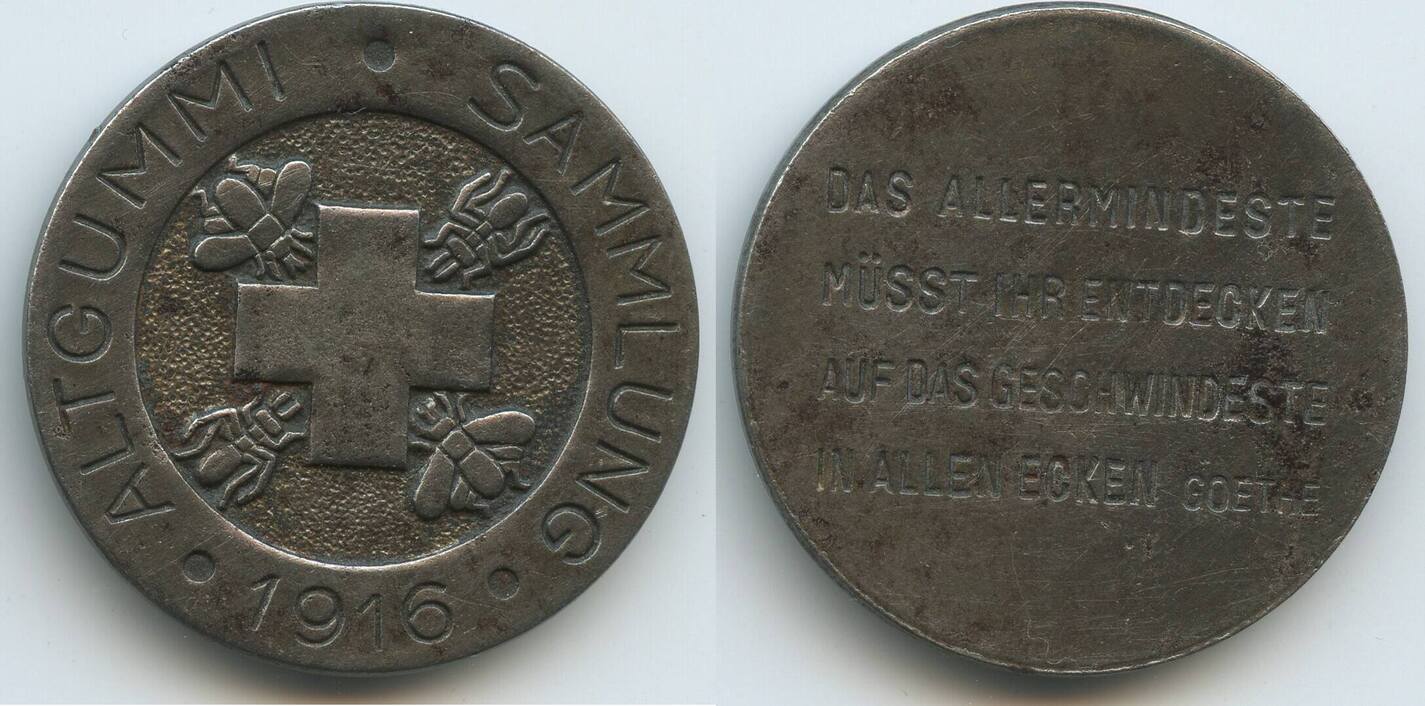 ALTGUMMI • SAMMLUNG
• 1916 •
DAS ALLERMINDESTE
MÜSST IHR ENTDECKEN
AUF DAS GESCHWINDESTE
IN ALLEN ECKEN GOETHE